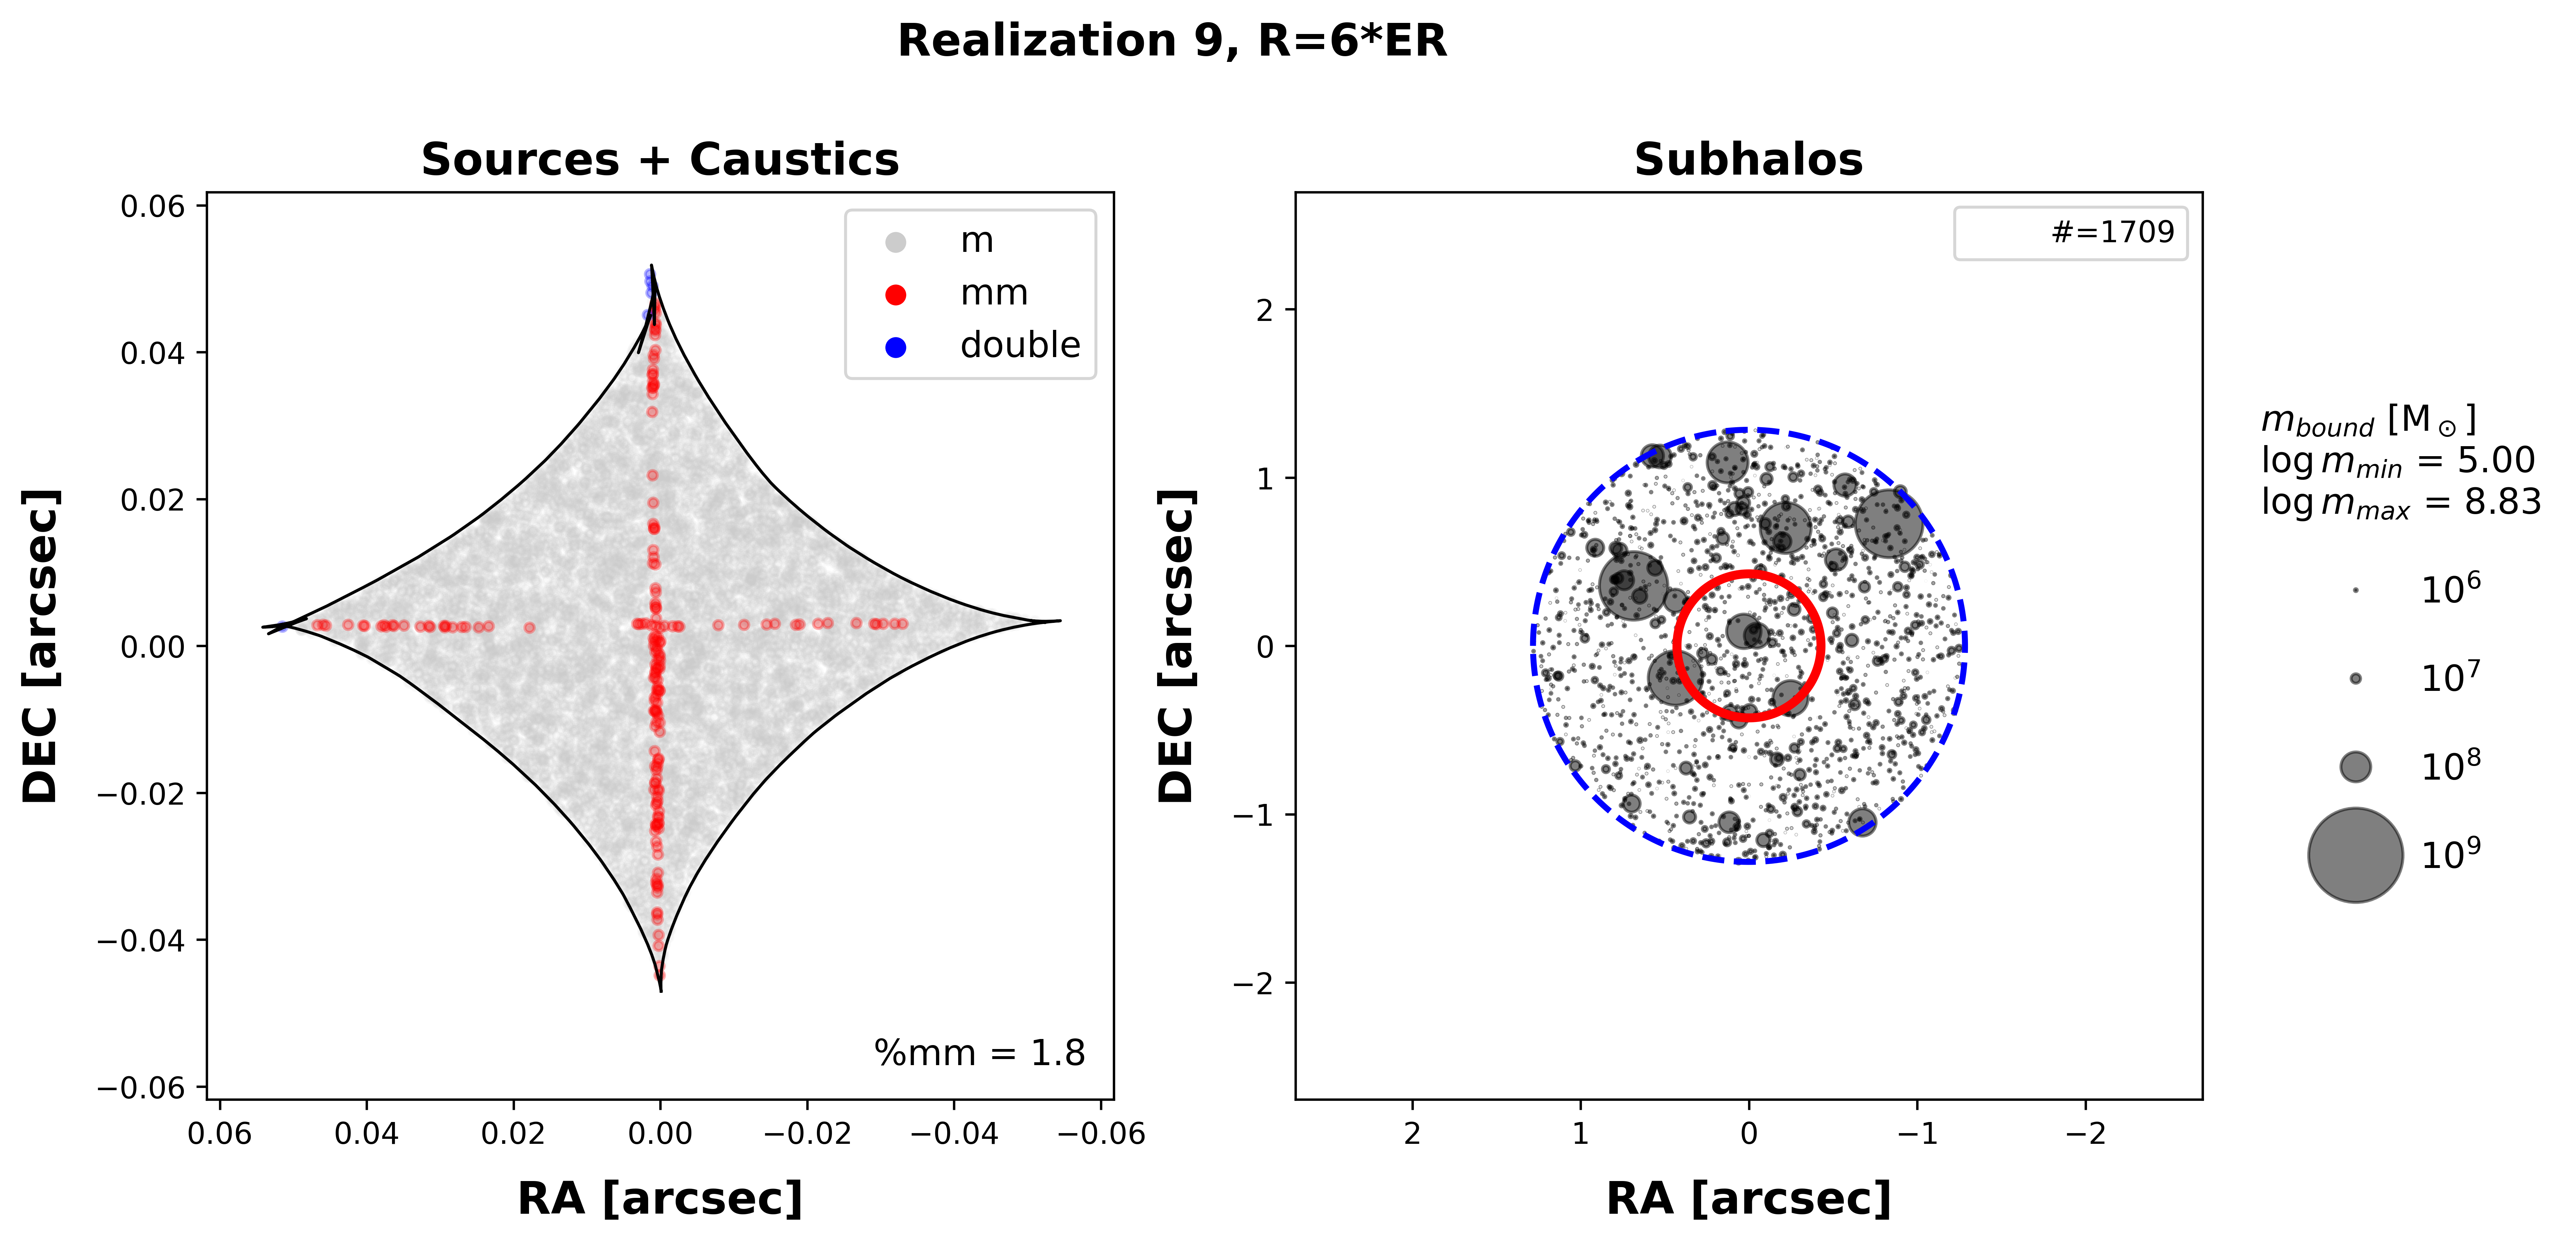 Realization 9, R=6*ER
Sources + Caustics
m
mm
double
%mm = 1.8
0.06
0.04
0.02
0.00
−0.02
−0.04
−0.06
0.06
0.04
0.02
0.00
−0.02
−0.04
−0.06
DEC [arcsec]
RA [arcsec]
Subhalos
#=1709
2
1
0
−1
−2
2
1
0
−1
−2
DEC [arcsec]
RA [arcsec]
m_bound [M_⊙]
log m_min = 5.00
log m_max = 8.83
10^6
10^7
10^8
10^9